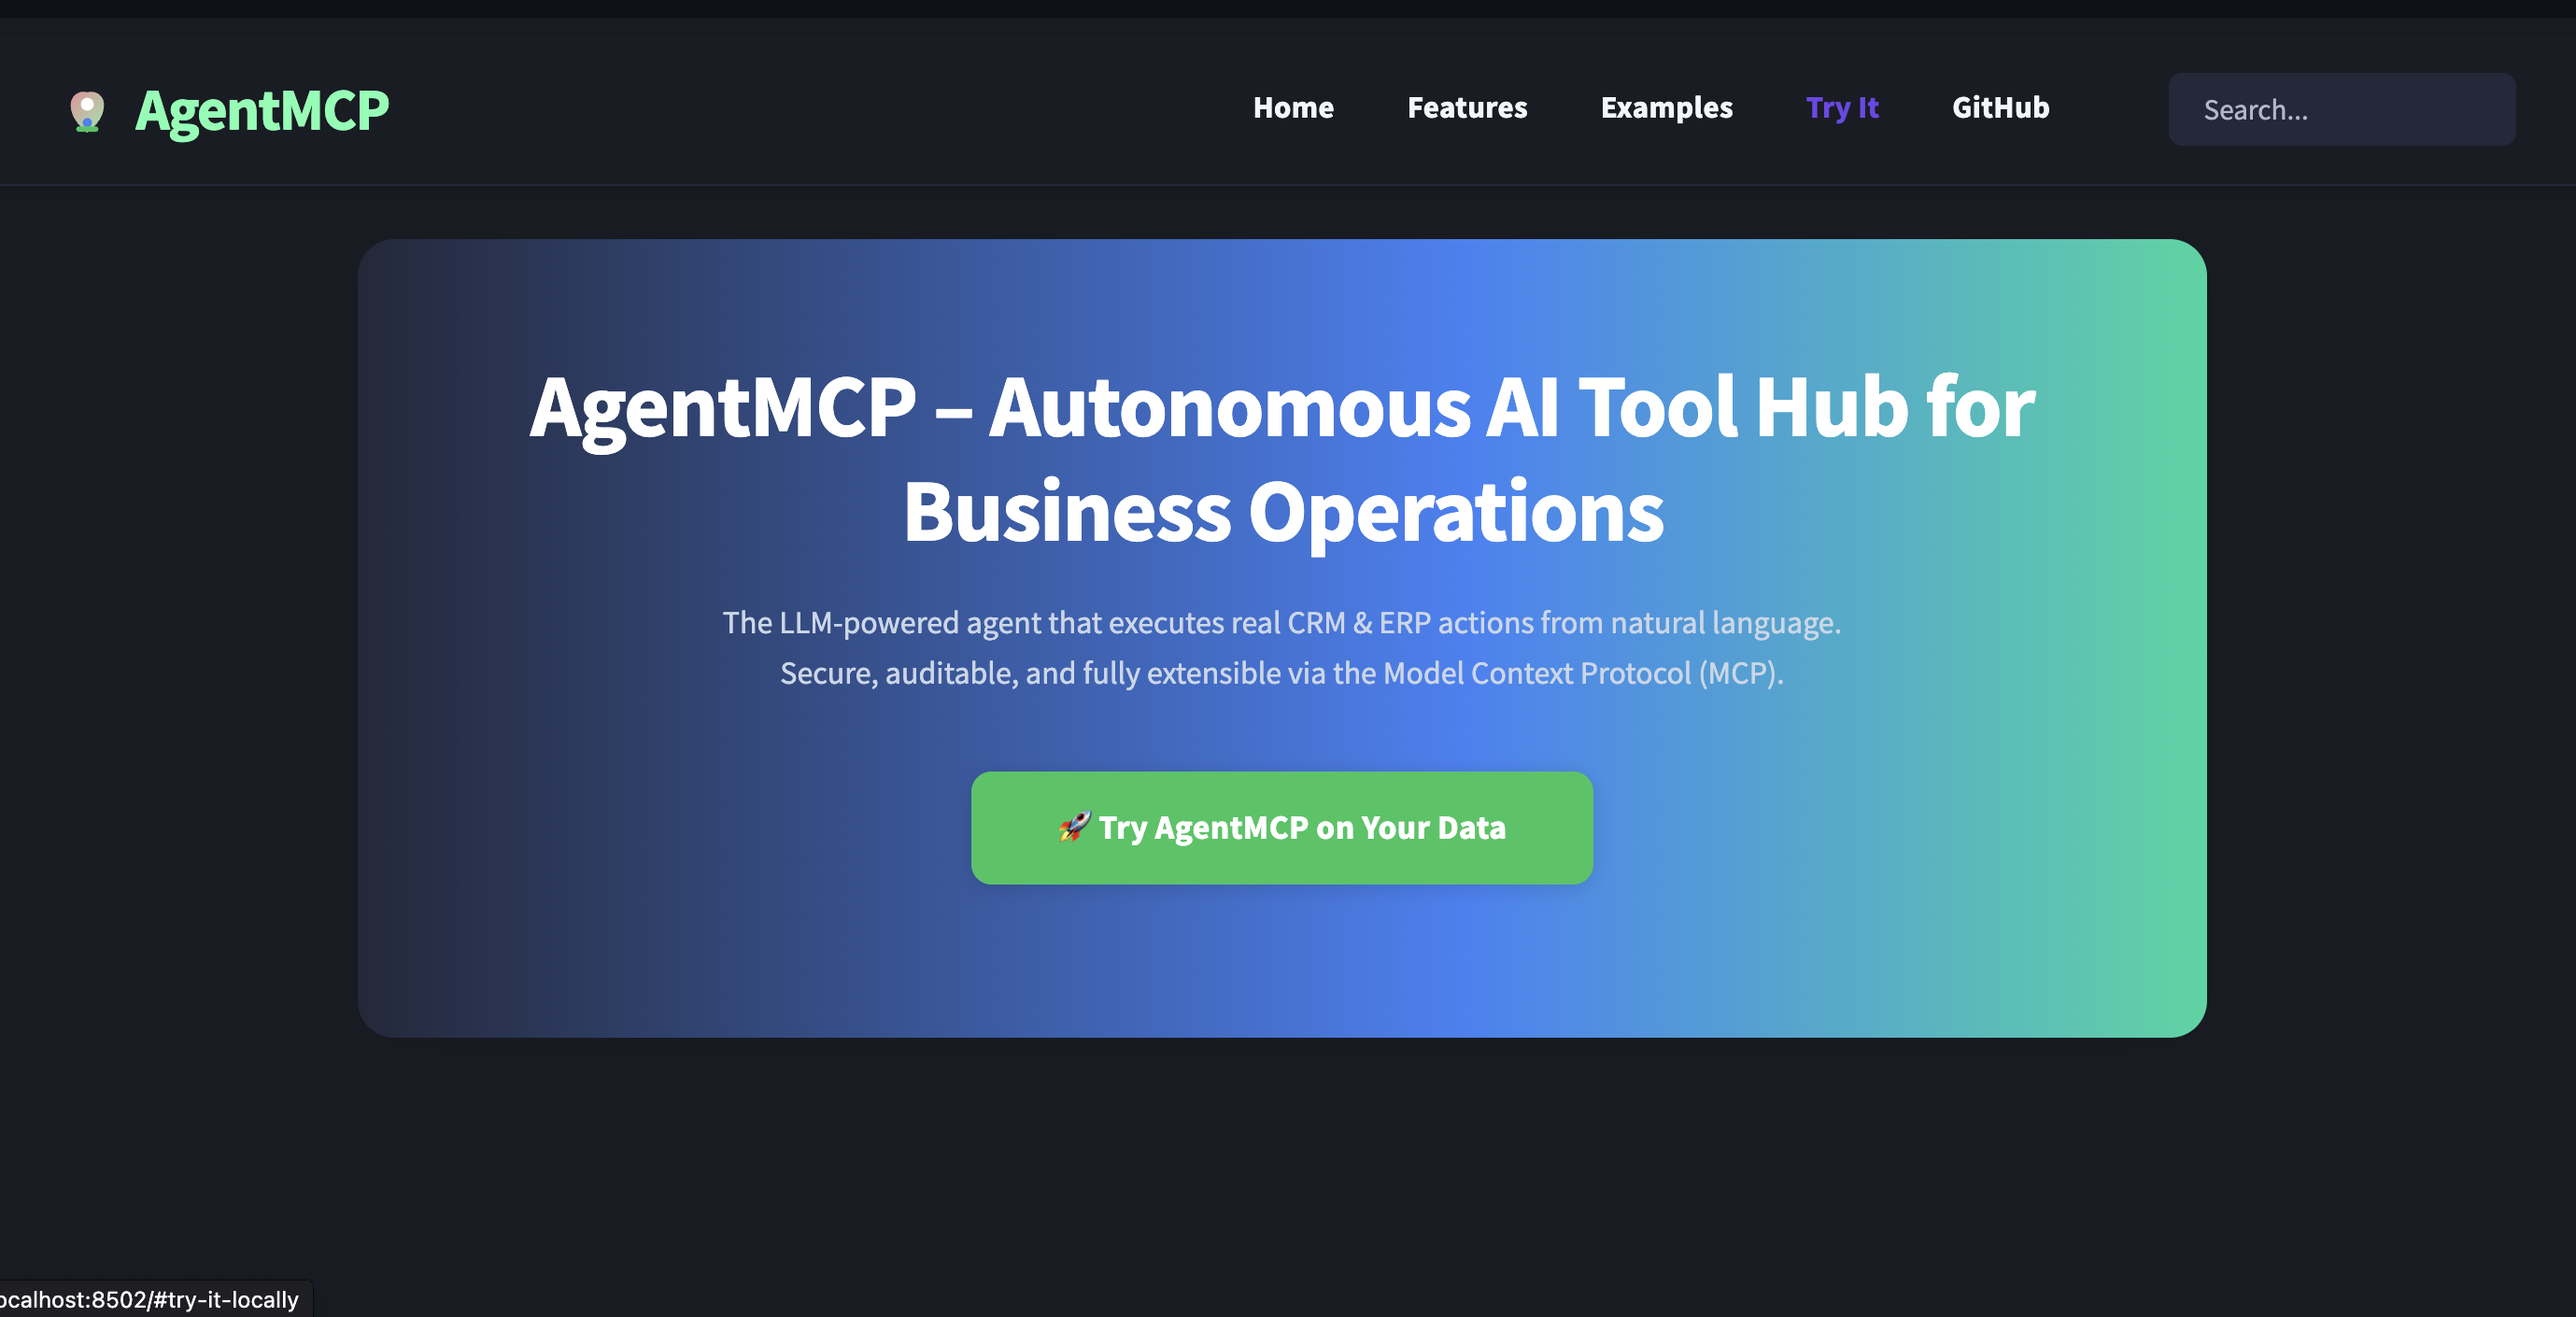 AgentMCP
Home
Features
Examples
Try It
GitHub
Search...
AgentMCP – Autonomous AI Tool Hub for
Business Operations
The LLM-powered agent that executes real CRM & ERP actions from natural language.
Secure, auditable, and fully extensible via the Model Context Protocol (MCP).
🚀 Try AgentMCP on Your Data
ocalhost:8502/#try-it-locally